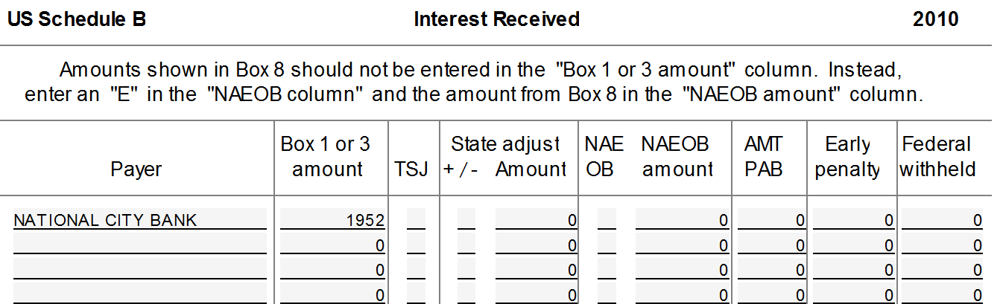 US Schedule B Interest Received 2010
Amounts shown in Box 8 should not be entered in the "Box 1 or 3 amount" column. Instead,
enter an "E" in the "NAEOB column" and the amount from Box 8 in the "NAEOB amount" column.
Box 1 or 3 State adjust NAE NAEOB AMT Early Federal
Payer amount TSJ + / - Amount OB amount PAB penalty withheld
NATIONAL CITY BANK 1952 0 0 0 0 0
0 0 0 0 0 0
0 0 0 0 0 0
0 0 0 0 0 0